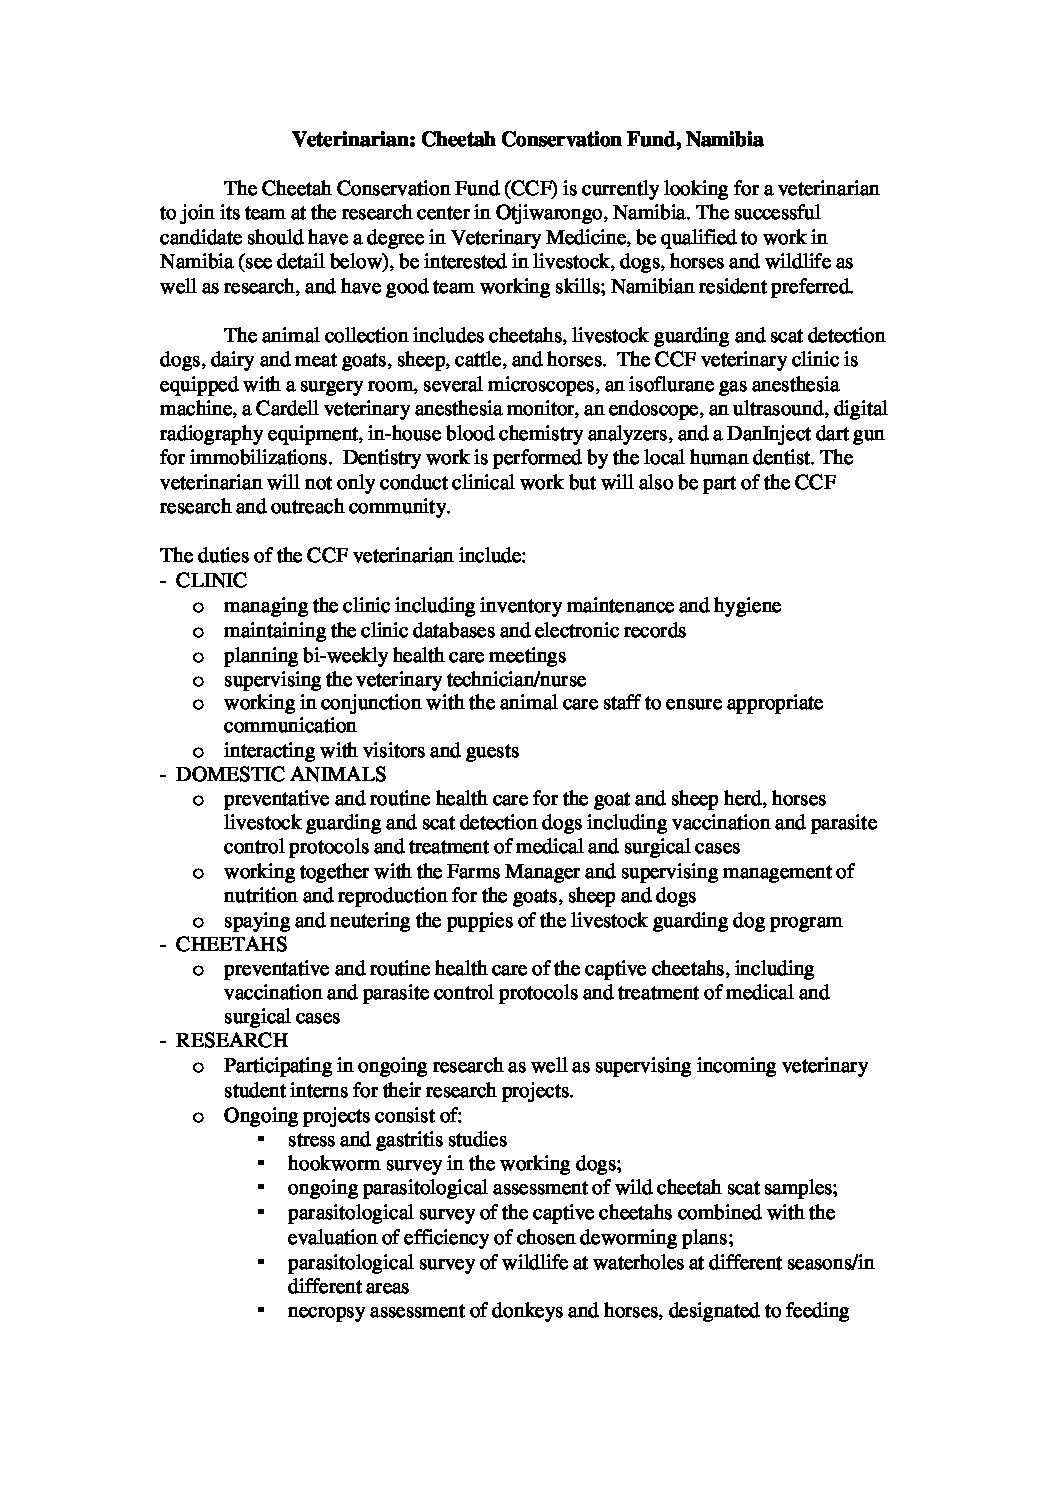 Veterinarian: Cheetah Conservation Fund, Namibia
The Cheetah Conservation Fund (CCF) is currently looking for a veterinarian
to join its team at the research center in Otjiwarongo, Namibia. The successful
candidate should have a degree in Veterinary Medicine, be qualified to work in
Namibia (see detail below), be interested in livestock, dogs, horses and wildlife as
well as research, and have good team working skills; Namibian resident preferred.
The animal collection includes cheetahs, livestock guarding and scat detection
dogs, dairy and meat goats, sheep, cattle, and horses.  The CCF veterinary clinic is
equipped with a surgery room, several microscopes, an isoflurane gas anesthesia
machine, a Cardell veterinary anesthesia monitor, an endoscope, an ultrasound, digital
radiography equipment, in-house blood chemistry analyzers, and a DanInject dart gun
for immobilizations.  Dentistry work is performed by the local human dentist. The
veterinarian will not only conduct clinical work but will also be part of the CCF
research and outreach community.
The duties of the CCF veterinarian include:
- CLINIC
o managing the clinic including inventory maintenance and hygiene
o maintaining the clinic databases and electronic records
o planning bi-weekly health care meetings
o supervising the veterinary technician/nurse
o working in conjunction with the animal care staff to ensure appropriate
communication
o interacting with visitors and guests
- DOMESTIC ANIMALS
o preventative and routine health care for the goat and sheep herd, horses
livestock guarding and scat detection dogs including vaccination and parasite
control protocols and treatment of medical and surgical cases
o working together with the Farms Manager and supervising management of
nutrition and reproduction for the goats, sheep and dogs
o spaying and neutering the puppies of the livestock guarding dog program
- CHEETAHS
o preventative and routine health care of the captive cheetahs, including
vaccination and parasite control protocols and treatment of medical and
surgical cases
- RESEARCH
o Participating in ongoing research as well as supervising incoming veterinary
student interns for their research projects.
o Ongoing projects consist of:
▪ stress and gastritis studies
▪ hookworm survey in the working dogs;
▪ ongoing parasitological assessment of wild cheetah scat samples;
▪ parasitological survey of the captive cheetahs combined with the
evaluation of efficiency of chosen deworming plans;
▪ parasitological survey of wildlife at waterholes at different seasons/in
different areas
▪ necropsy assessment of donkeys and horses, designated to feeding